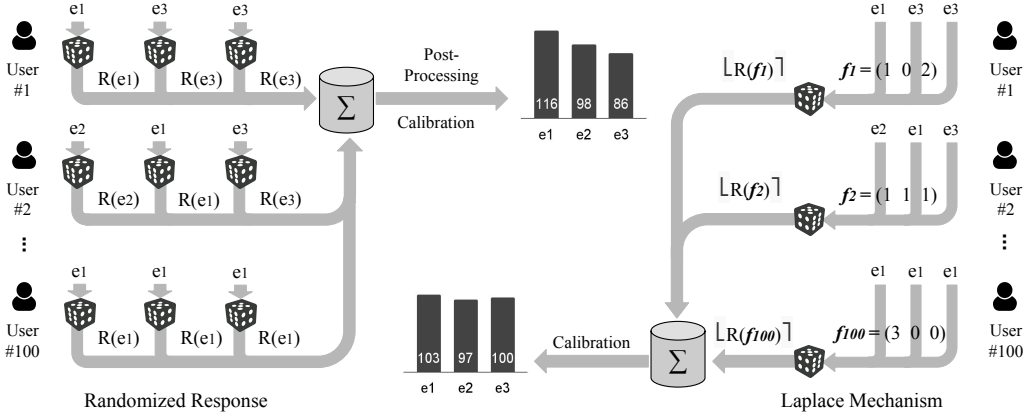 e1 e3 e3
User
#1
R(e1) R(e3) R(e3)
Σ
Post-
Processing
Calibration
116 98 86
e1 e2 e3
e1 e3 e3
⌊R(f1)⌉ f1 = (1 0 2)
User
#1
e2 e1 e3
User
#2
R(e2) R(e1) R(e3)
e2 e1 e3
⌊R(f2)⌉ f2 = (1 1 1)
User
#2
...
...
e1 e1 e1
User
#100
R(e1) R(e1) R(e1)
103 97 100
e1 e2 e3
Calibration
Σ
e1 e1 e1
⌊R(f100)⌉ f100 = (3 0 0)
User
#100
Randomized Response
Laplace Mechanism